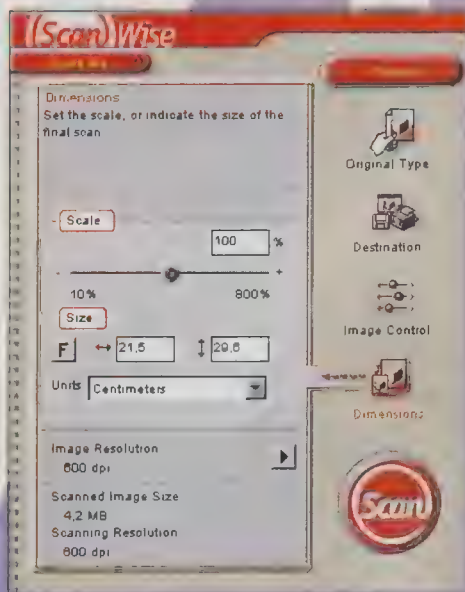 (Scan)Wise
Dimensions
Set the scale, or indicate the size of the
final scan
Scale
100 %
- +
10% 800%
Size
F 21,5 29,6
Units Centimeters
Image Resolution
600 dpi
Scanned Image Size
4,2 MB
Scanning Resolution
600 dpi
Original Type
Destination
Image Control
Dimensions
Scan